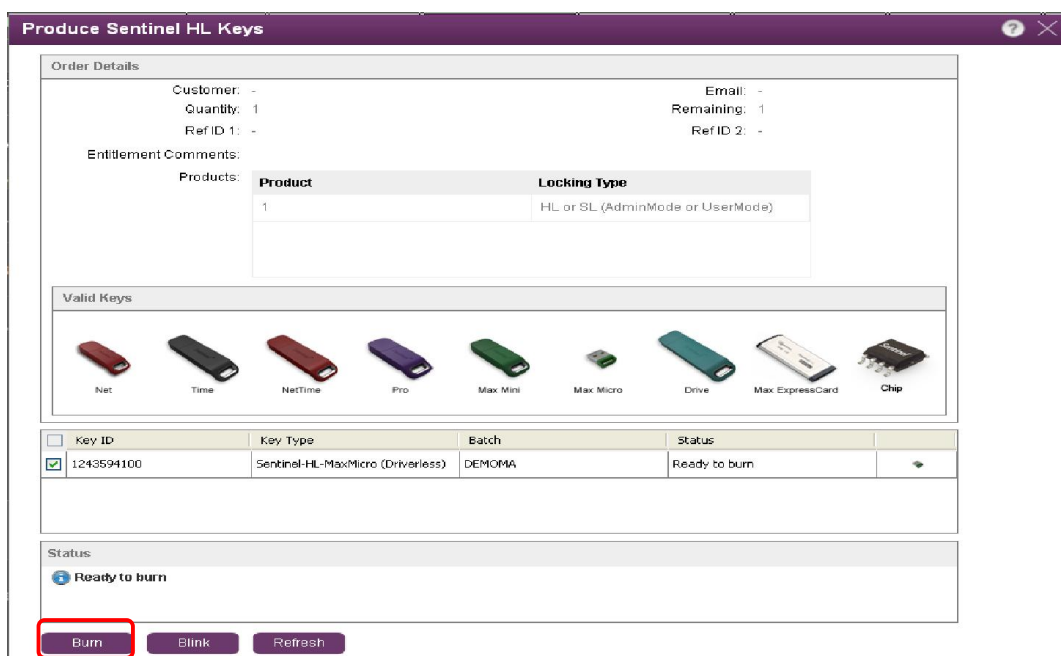 Produce Sentinel HL Keys
?
Order Details
Customer: - Email: -
Quantity: 1 Remaining: 1
Ref ID 1: - Ref ID 2: -
Entitlement Comments:
Products: Product Locking Type
1 HL or SL (AdminMode or UserMode)
Valid Keys
Sentinel
Net Time NetTime Pro Max Mini Max Micro Drive Max ExpressCard Chip
Key ID Key Type Batch Status
1243594100 Sentinel-HL-MaxMicro (Driverless) DEMOMA Ready to burn
Status
Ready to burn
Burn Blink Refresh